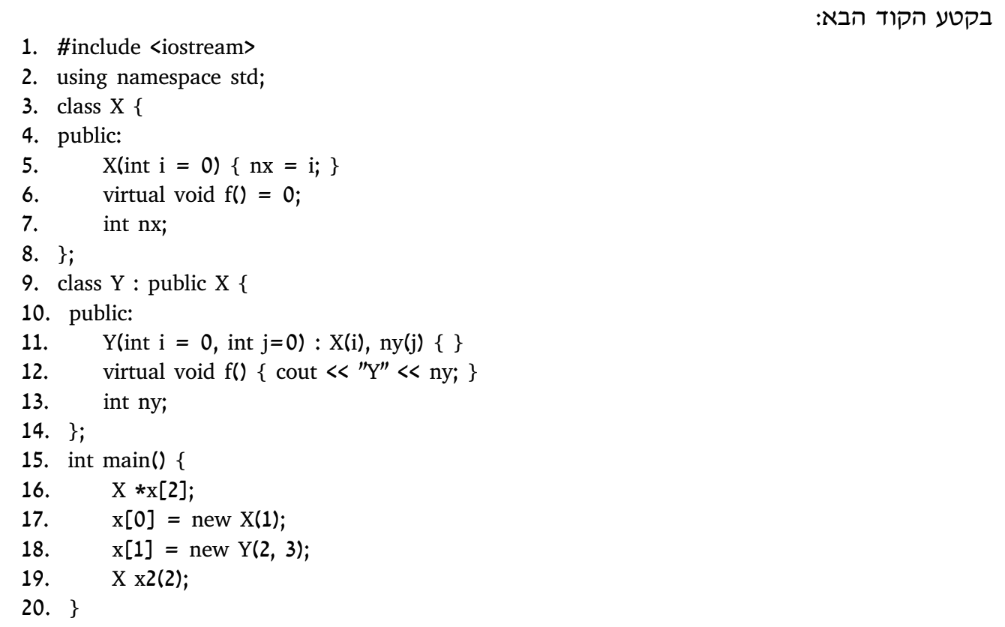 בקטע הקוד הבא:
1. #include <iostream>
2. using namespace std;
3. class X {
4. public:
5. X(int i = 0) { nx = i; }
6. virtual void f() = 0;
7. int nx;
8. };
9. class Y : public X {
10. public:
11. Y(int i = 0, int j=0) : X(i), ny(j) { }
12. virtual void f() { cout << ”Y” << ny; }
13. int ny;
14. };
15. int main() {
16. X *x[2];
17. x[0] = new X(1);
18. x[1] = new Y(2, 3);
19. X x2(2);
20. }